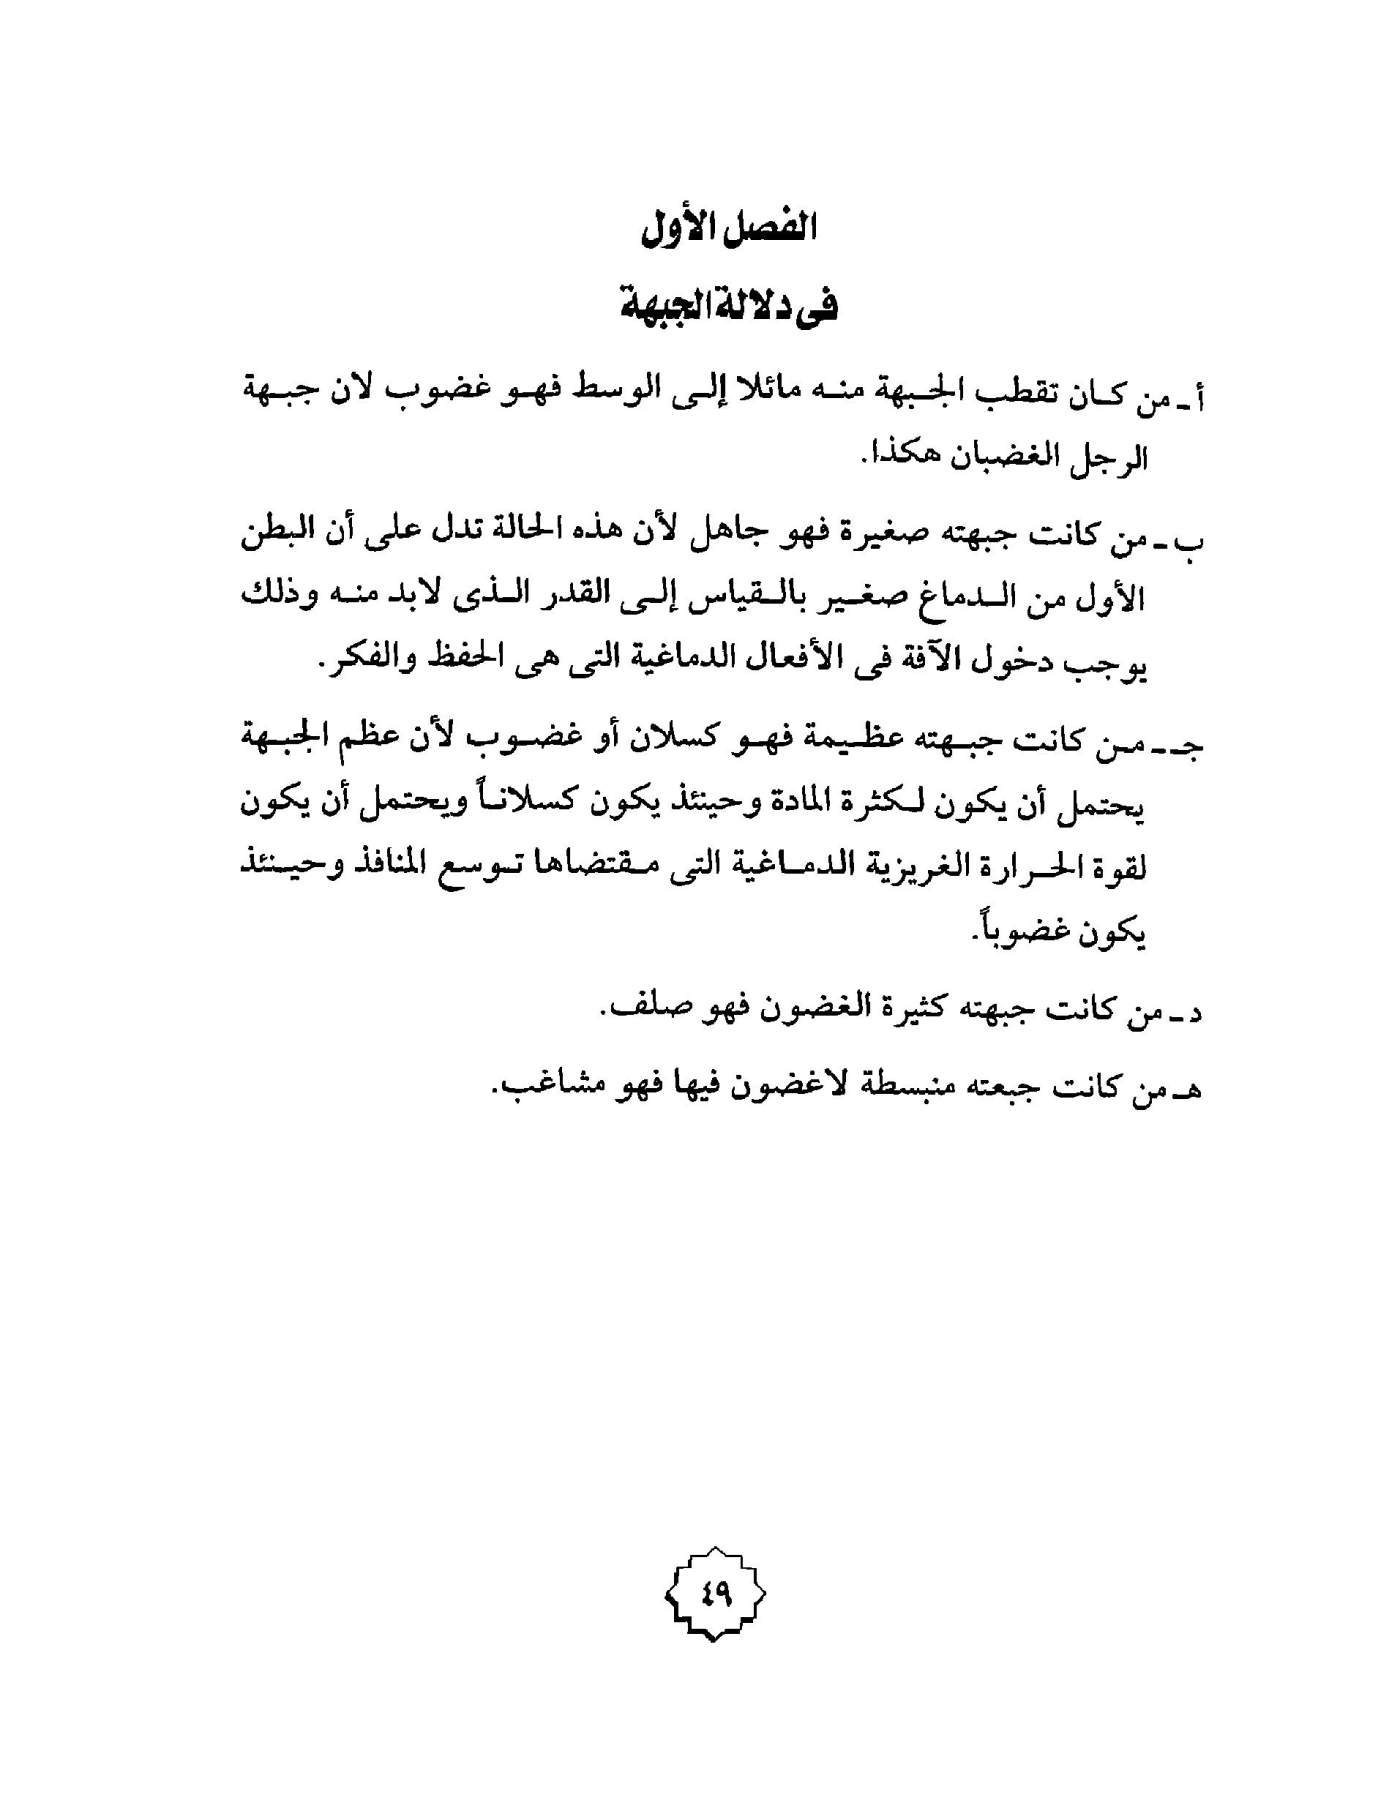 الفصل الأول
فى دلالة الجبهة
أ ـ من كان تقطب الجبهة منه مائلا إلى الوسط فهو غضوب لان جبهة
الرجل الغضبان هكذا.
ب ـ من كانت جبهته صغيرة فهو جاهل لأن هذه الحالة تدل على أن البطن
الأول من الدماغ صغير بالقياس إلى القدر الذى لابد منه وذلك
يوجب دخول الآفة فى الأفعال الدماغية التى هى الحفظ والفكر.
جـ ـ من كانت جبهته عظيمة فهو كسلان أو غضوب لأن عظم الجبهة
يحتمل أن يكون لكثرة المادة وحينئذ يكون كسلاناً ويحتمل أن يكون
لقوة الحرارة الغريزية الدماغية التى مقتضاها توسع المنافذ وحينئذ
يكون غضوباً.
د ـ من كانت جبهته كثيرة الغضون فهو صلف.
هـ ـ من كانت جبعته منبسطة لاغضون فيها فهو مشاغب.
٤٩